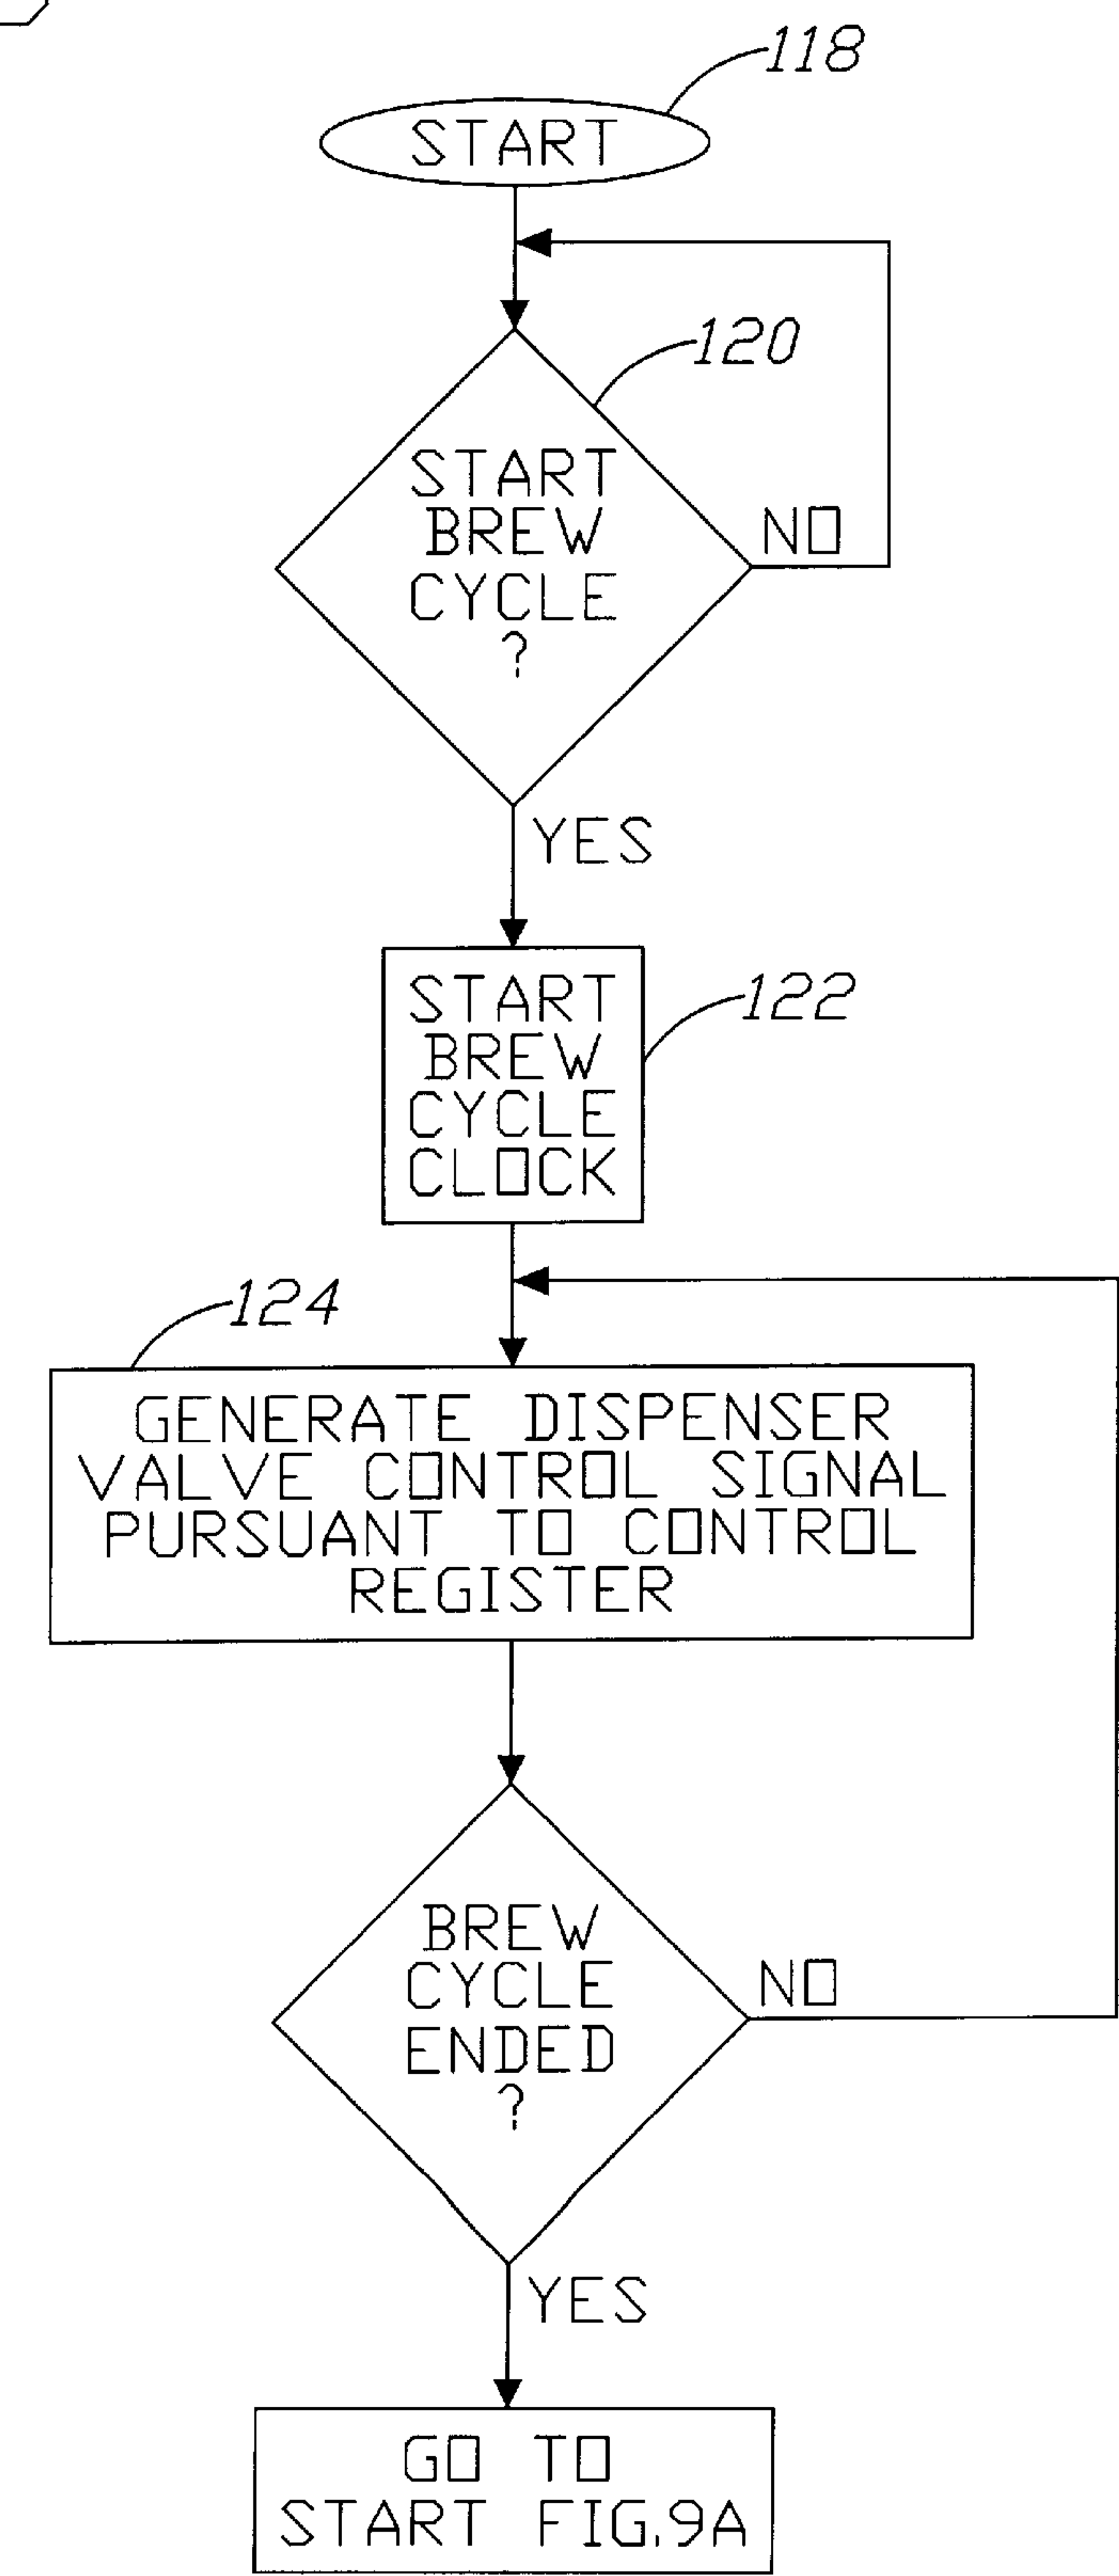 118
START
120
START
BREW
CYCLE
?
NO
YES
START
BREW
CYCLE
CLOCK
122
124
GENERATE DISPENSER
VALVE CONTROL SIGNAL
PURSUANT TO CONTROL
REGISTER
BREW
CYCLE
ENDED
?
NO
YES
GO TO
START FIG.9A